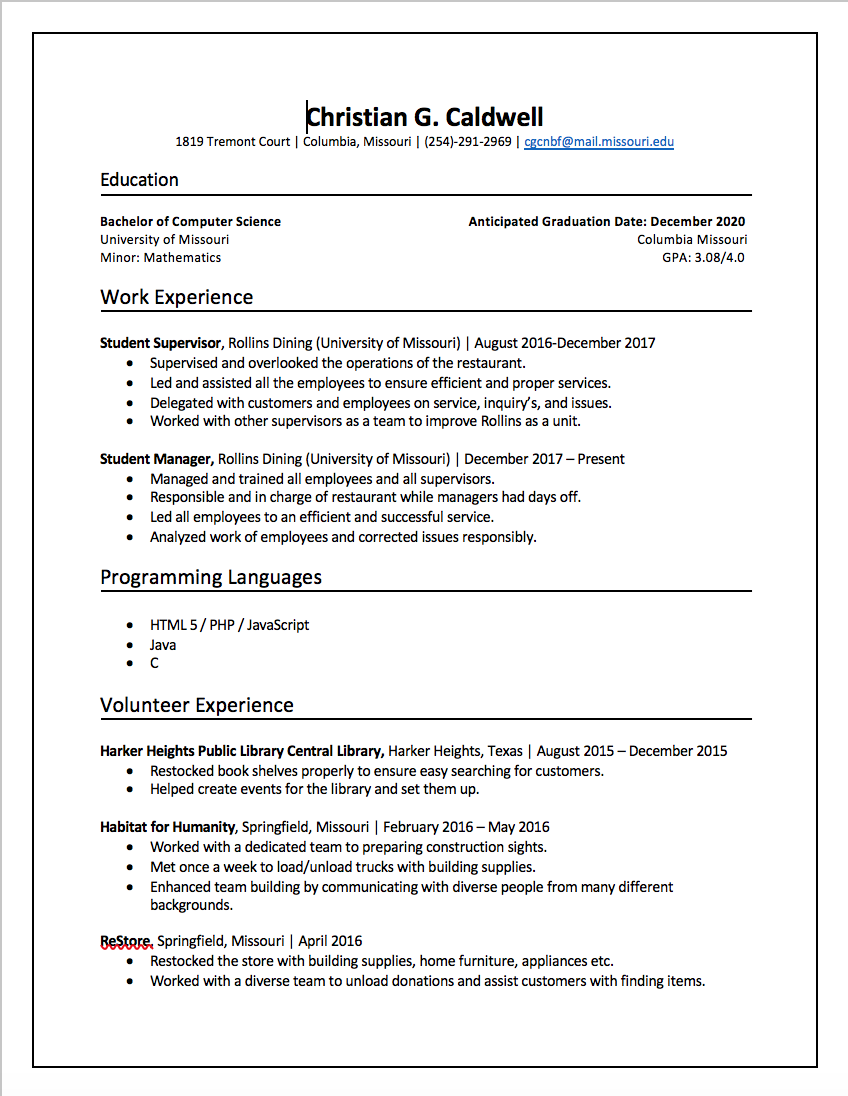 Christian G. Caldwell
1819 Tremont Court | Columbia, Missouri | (254)-291-2969 | cgcnbf@mail.missouri.edu
Education
Bachelor of Computer Science Anticipated Graduation Date: December 2020
University of Missouri Columbia Missouri
Minor: Mathematics GPA: 3.08/4.0
Work Experience
Student Supervisor, Rollins Dining (University of Missouri) | August 2016-December 2017
• Supervised and overlooked the operations of the restaurant.
• Led and assisted all the employees to ensure efficient and proper services.
• Delegated with customers and employees on service, inquiry's, and issues.
• Worked with other supervisors as a team to improve Rollins as a unit.
Student Manager, Rollins Dining (University of Missouri) | December 2017 – Present
• Managed and trained all employees and all supervisors.
• Responsible and in charge of restaurant while managers had days off.
• Led all employees to an efficient and successful service.
• Analyzed work of employees and corrected issues responsibly.
Programming Languages
• HTML 5 / PHP / JavaScript
• Java
• C
Volunteer Experience
Harker Heights Public Library Central Library, Harker Heights, Texas | August 2015 – December 2015
• Restocked book shelves properly to ensure easy searching for customers.
• Helped create events for the library and set them up.
Habitat for Humanity, Springfield, Missouri | February 2016 – May 2016
• Worked with a dedicated team to preparing construction sights.
• Met once a week to load/unload trucks with building supplies.
• Enhanced team building by communicating with diverse people from many different
backgrounds.
ReStore, Springfield, Missouri | April 2016
• Restocked the store with building supplies, home furniture, appliances etc.
• Worked with a diverse team to unload donations and assist customers with finding items.